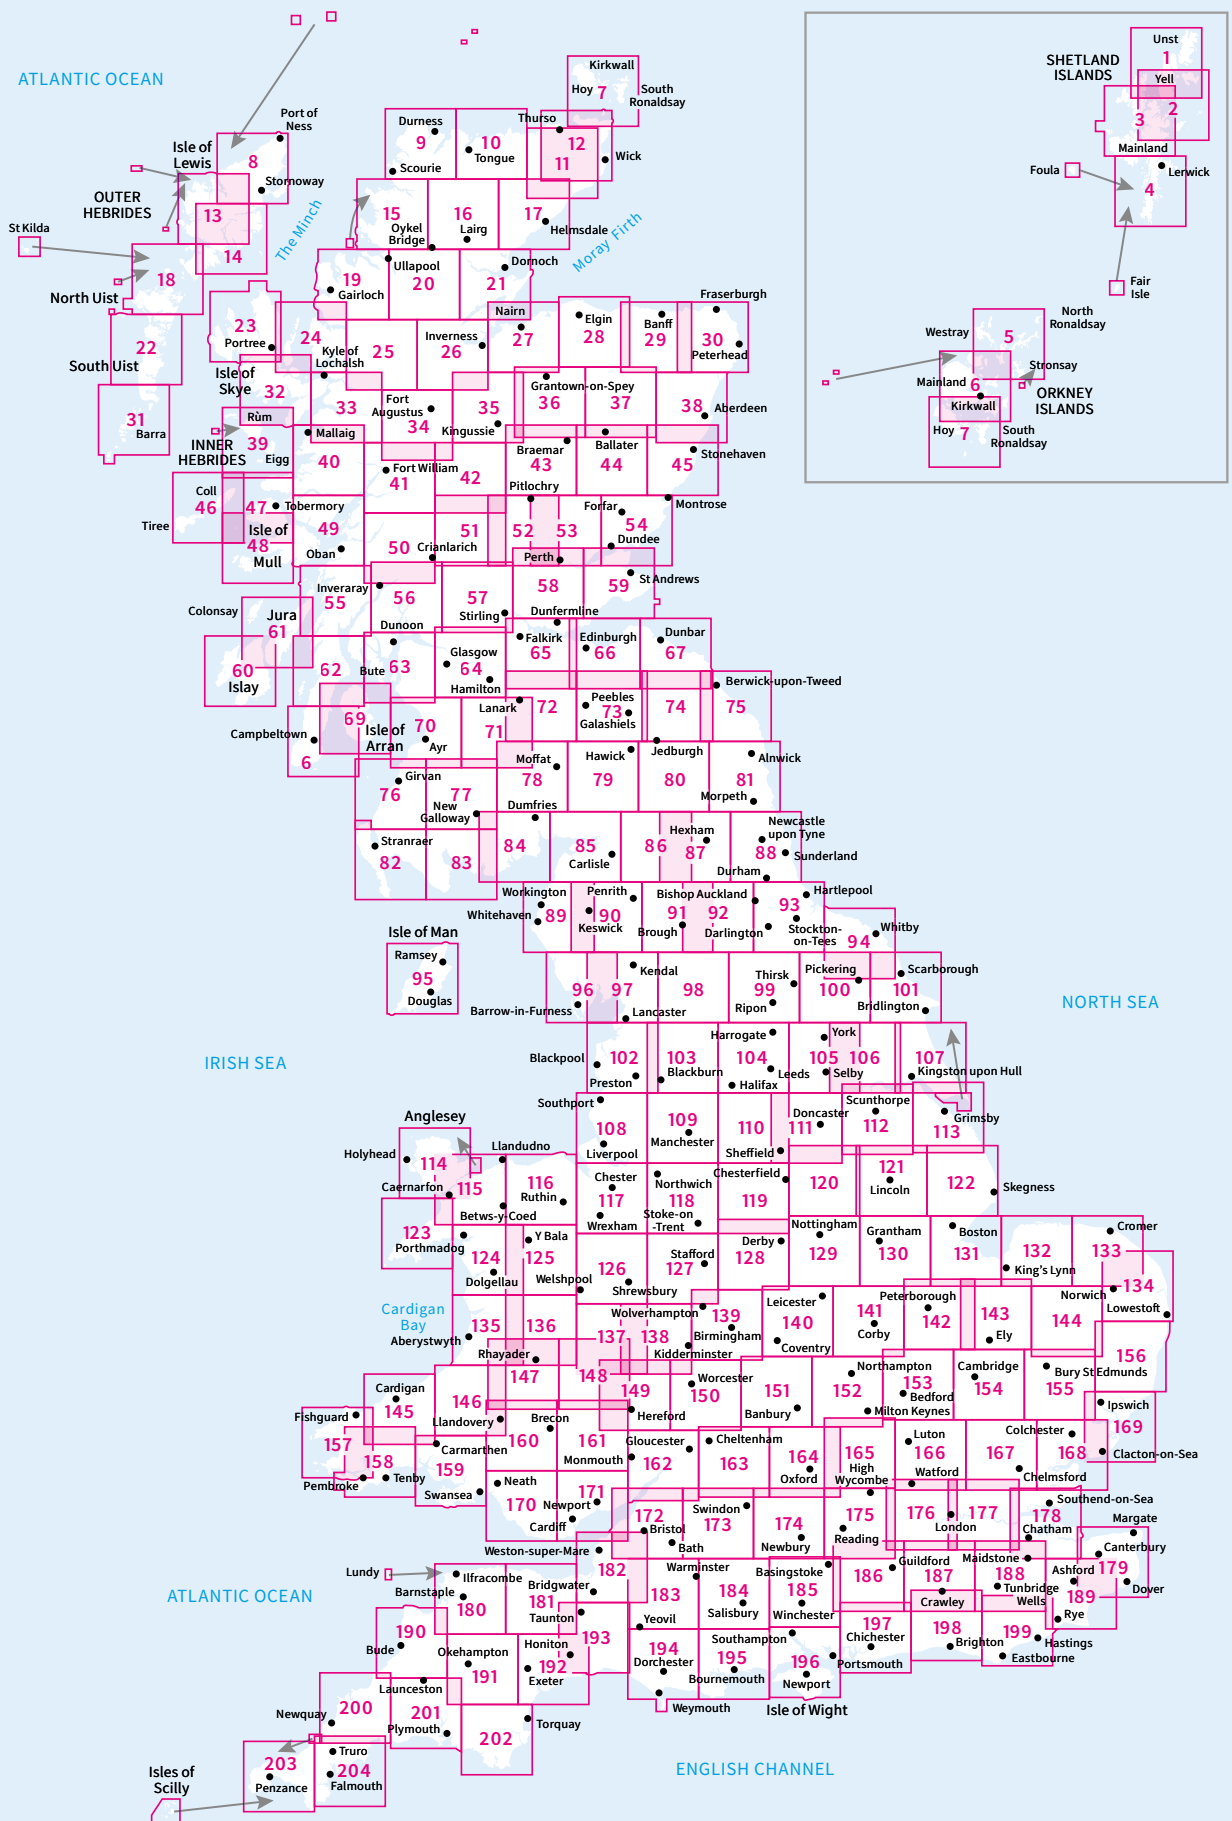 ATLANTIC OCEAN
Kirkwall
Hoy 7 South
Ronaldsay
Port of
Ness
Isle of
Lewis
8
Stornoway
OUTER
HEBRIDES
13
14
The Minch
St Kilda
18
North Uist
Durness
9
Scourie
10
Tongue
Thurso
12
11
Wick
15
Oykel
Bridge
16
Lairg
17
Helmsdale
Moray Firth
19
Gairloch
Ullapool
20
21
Dornoch
22
South Uist
23
Portree
24
Kyle of
Lochalsh
25
Inverness
26
Nairn
27
Elgin
28
Banff
29
Fraserburgh
30
Peterhead
31
Barra
Isle of
Skye
32
33
Fort
Augustus
34
35
Kingussie
Grantown-on-Spey
36
37
38
Aberdeen
Rùm
39
Eigg
INNER
HEBRIDES
Mallaig
40
Fort William
41
42
Braemar
43
Ballater
44
45
Stonehaven
Coll
46
Tiree
47
Tobermory
Isle of
48
Mull
49
Oban
50
Crianlarich
51
Pitlochry
52
53
Perth
Forfar
54
Dundee
Montrose
Inveraray
55
56
57
Stirling
58
Dunfermline
59
St Andrews
Colonsay
Jura
61
60
Islay
62
Dunoon
Bute
63
Glasgow
64
Hamilton
Falkirk
65
Edinburgh
66
Dunbar
67
Berwick-upon-Tweed
Campbeltown
6
69
Isle of
Arran
70
Ayr
Lanark
71
72
Peebles
73
Galashiels
74
Jedburgh
75
Girvan
76
77
New
Galloway
Moffat
78
Dumfries
Hawick
79
80
Alnwick
81
Morpeth
Stranraer
82
83
84
85
Carlisle
86
Hexham
87
Newcastle
upon Tyne
88
Sunderland
Durham
Workington
Whitehaven
89
Penrith
90
Keswick
Bishop Auckland
91
Brough
92
Darlington
93
Hartlepool
Stockton-
on-Tees
94
Whitby
Isle of Man
Ramsey
95
Douglas
96
Barrow-in-Furness
Kendal
97
Lancaster
98
Thirsk
99
Ripon
Pickering
100
Scarborough
101
Bridlington
NORTH SEA
IRISH SEA
Blackpool
102
Preston
103
Blackburn
Harrogate
104
Leeds
Halifax
York
105
Selby
106
107
Kingston upon Hull
Southport
108
Liverpool
109
Manchester
110
Sheffield
Doncaster
111
Scunthorpe
112
Grimsby
113
Anglesey
Holyhead
114
Caernarfon
115
Llandudno
Betws-y-Coed
116
Ruthin
Chester
117
Wrexham
Northwich
118
Stoke-on
-Trent
Chesterfield
119
120
121
Lincoln
122
Skegness
123
Porthmadog
124
Dolgellau
Y Bala
125
Welshpool
126
Shrewsbury
Stafford
127
Derby
128
Nottingham
129
Grantham
130
Boston
131
132
King's Lynn
Cromer
133
134
Norwich
Lowestoft
Cardigan
Bay
Aberystwyth
135
136
Rhayader
137
138
Wolverhampton
Kidderminster
139
Birmingham
Leicester
140
Coventry
141
Corby
Peterborough
142
143
Ely
144
145
Cardigan
146
Llandovery
147
148
149
Hereford
Worcester
150
151
Banbury
152
Northampton
153
Bedford
Milton Keynes
Cambridge
154
155
Bury St Edmunds
156
Ipswich
Fishguard
157
158
Pembroke
Tenby
Carmarthen
159
Swansea
Brecon
160
161
Monmouth
Gloucester
162
Cheltenham
163
164
Oxford
165
High
Wycombe
Luton
166
Watford
167
Chelmsford
Colchester
168
169
Clacton-on-Sea
Neath
170
171
Newport
Cardiff
172
Bristol
Bath
Swindon
173
174
Newbury
175
Reading
176
London
177
Southend-on-Sea
178
Chatham
Margate
Canterbury
179
Dover
ATLANTIC OCEAN
Lundy
Ilfracombe
Barnstaple
180
Weston-super-Mare
Bridgwater
181
Taunton
182
183
Yeovil
Warminster
184
Salisbury
Basingstoke
185
Winchester
186
Guildford
187
Crawley
Maidstone
188
Tunbridge
Wells
Ashford
189
Rye
190
Bude
Okehampton
191
Launceston
Honiton
192
Exeter
193
194
Dorchester
Weymouth
195
Bournemouth
Southampton
196
Newport
Isle of Wight
Portsmouth
197
Chichester
198
Brighton
199
Hastings
Eastbourne
200
Newquay
201
Plymouth
202
Torquay
203
Penzance
Truro
204
Falmouth
Isles of
Scilly
ENGLISH CHANNEL
SHETLAND
ISLANDS
Unst
1
Yell
2
3
Mainland
Foula
Lerwick
4
Fair
Isle
North
Ronaldsay
Westray
5
Stronsay
Mainland 6
Kirkwall
ORKNEY
ISLANDS
Hoy 7 South
Ronaldsay